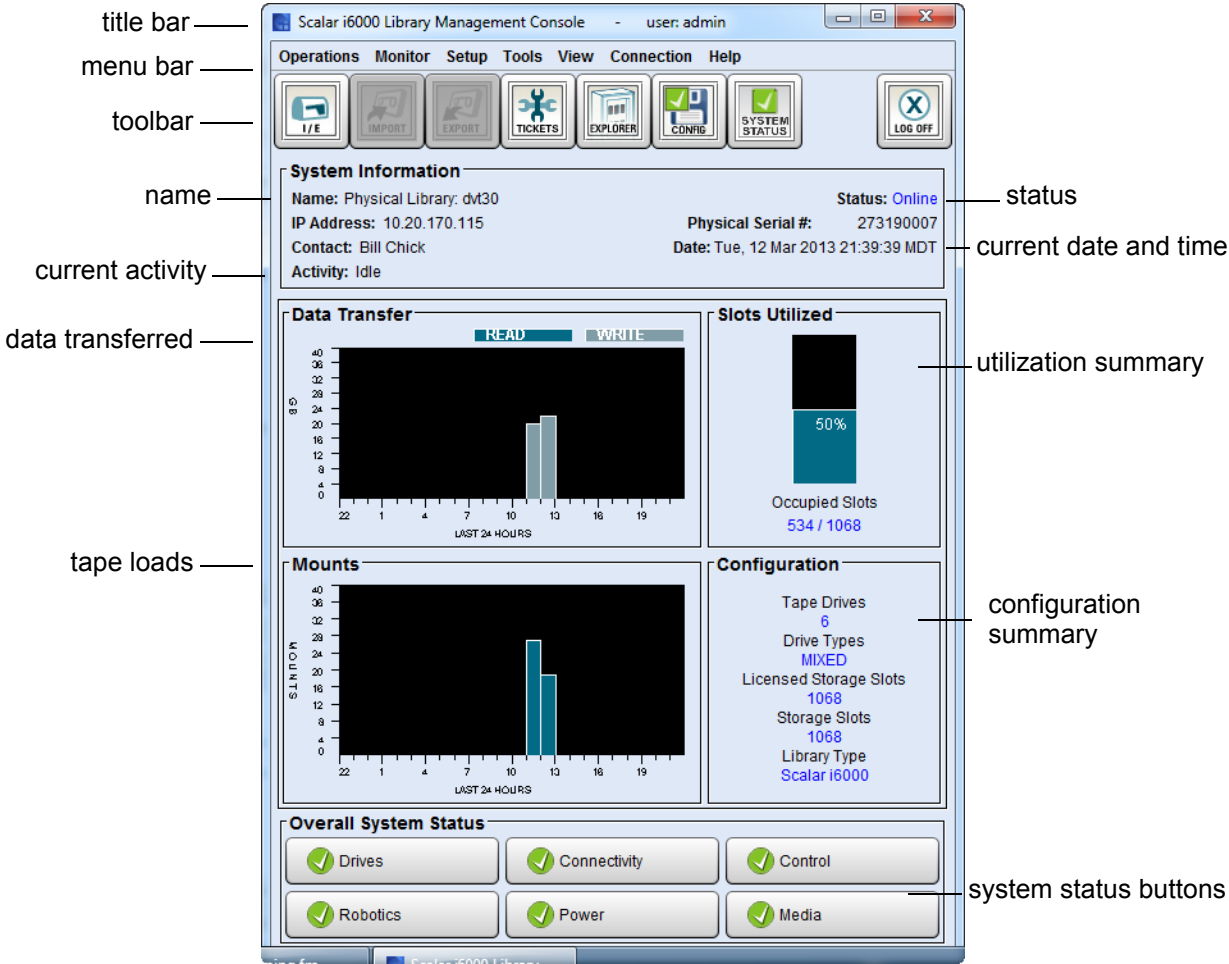 title bar
Scalar i6000 Library Management Console - user: admin
menu bar
Operations Monitor Setup Tools View Connection Help
toolbar
I/E
IMPORT
EXPORT
TICKETS
EXPLORER
CONFIG
SYSTEM STATUS
LOG OFF
System Information
name
Name: Physical Library: dvt30
Status: Online
status
IP Address: 10.20.170.115
Physical Serial #: 273190007
Contact: Bill Chick
Date: Tue, 12 Mar 2013 21:39:39 MDT
current date and time
current activity
Activity: Idle
Data Transfer
data transferred
READ WRITE
40
36
32
28
24
20
16
12
8
4
0
GB
22 1 4 7 10 13 16 19
LAST 24 HOURS
Slots Utilized
utilization summary
50%
Occupied Slots
534 / 1068
tape loads
Mounts
40
36
32
28
24
20
16
12
8
4
0
MOUNTS
22 1 4 7 10 13 16 19
LAST 24 HOURS
Configuration
configuration
summary
Tape Drives
6
Drive Types
MIXED
Licensed Storage Slots
1068
Storage Slots
1068
Library Type
Scalar i6000
Overall System Status
Drives
Connectivity
Control
system status buttons
Robotics
Power
Media